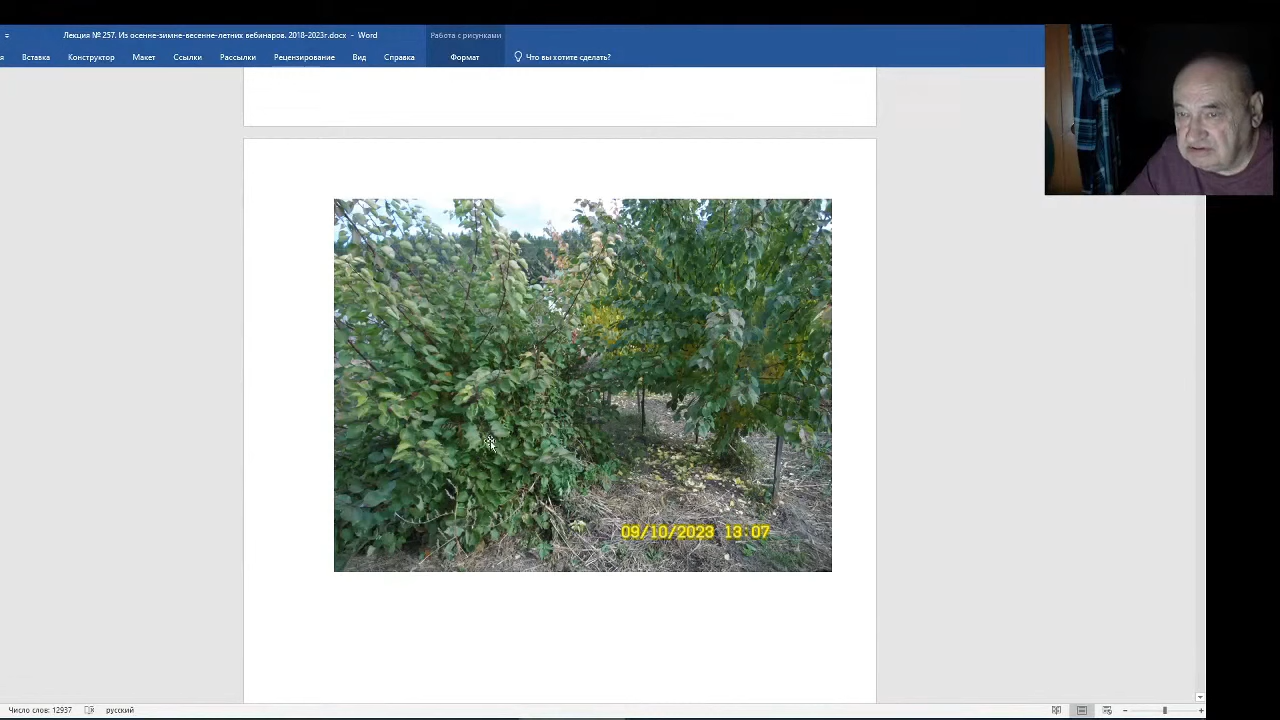 Лекция № 257. Из осенне-зимне-весенне-летних вебинаров. 2018-2023г.docx - Word
Работа с рисунками
я Вставка Конструктор Макет Ссылки Рассылки Рецензирование Вид Справка Формат Что вы хотите сделать?
09/10/2023 13:07
Число слов: 12937 русский